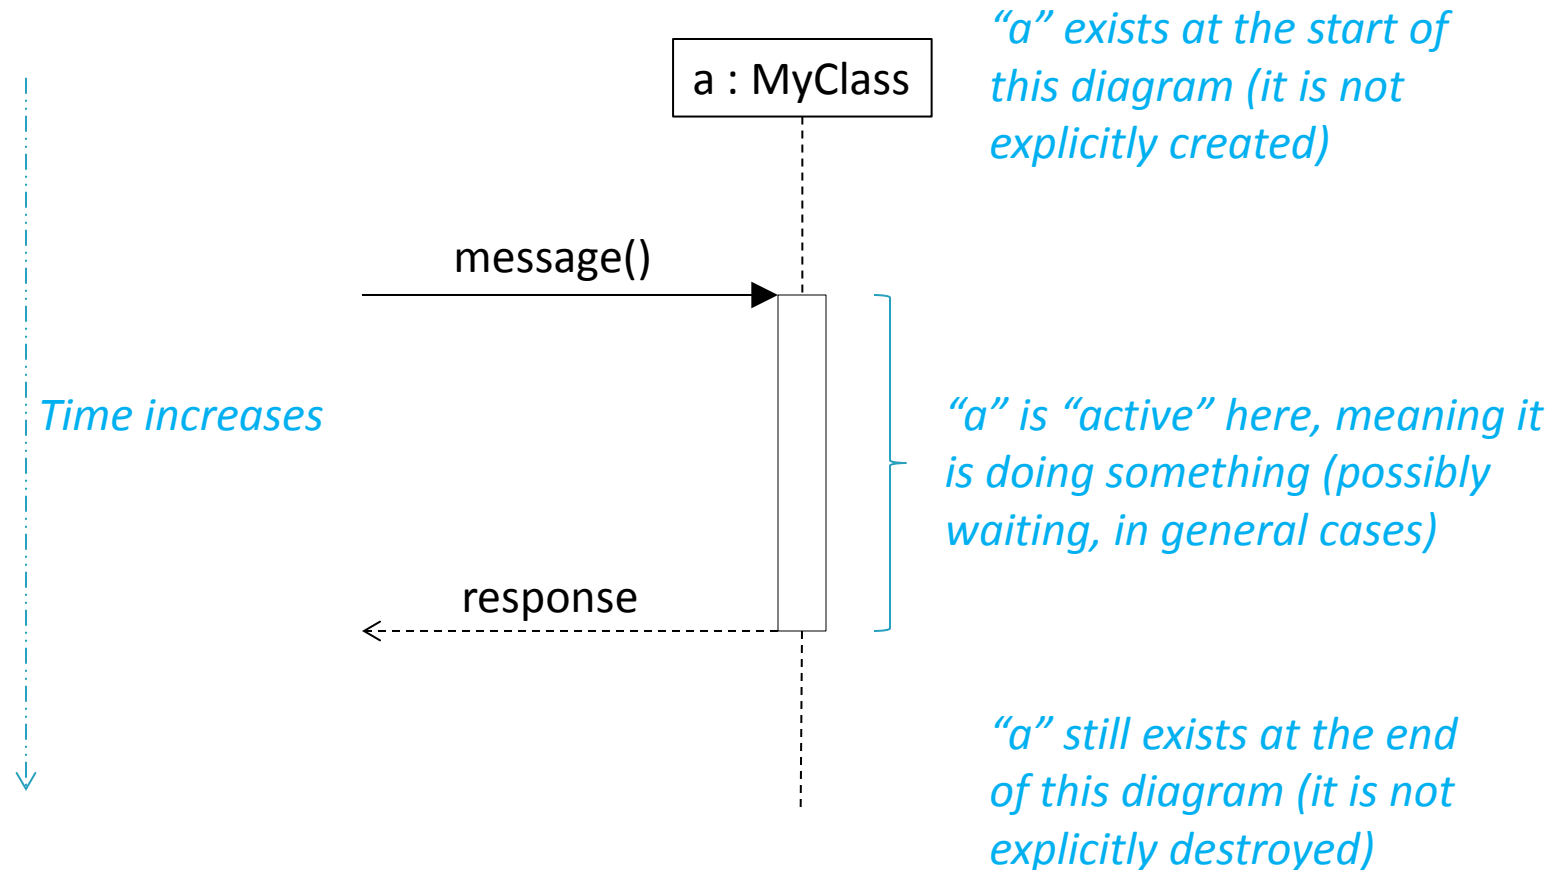 “a” exists at the start of
this diagram (it is not
explicitly created)
a : MyClass
message()
Time increases
“a” is “active” here, meaning it
is doing something (possibly
waiting, in general cases)
response
“a” still exists at the end
of this diagram (it is not
explicitly destroyed)